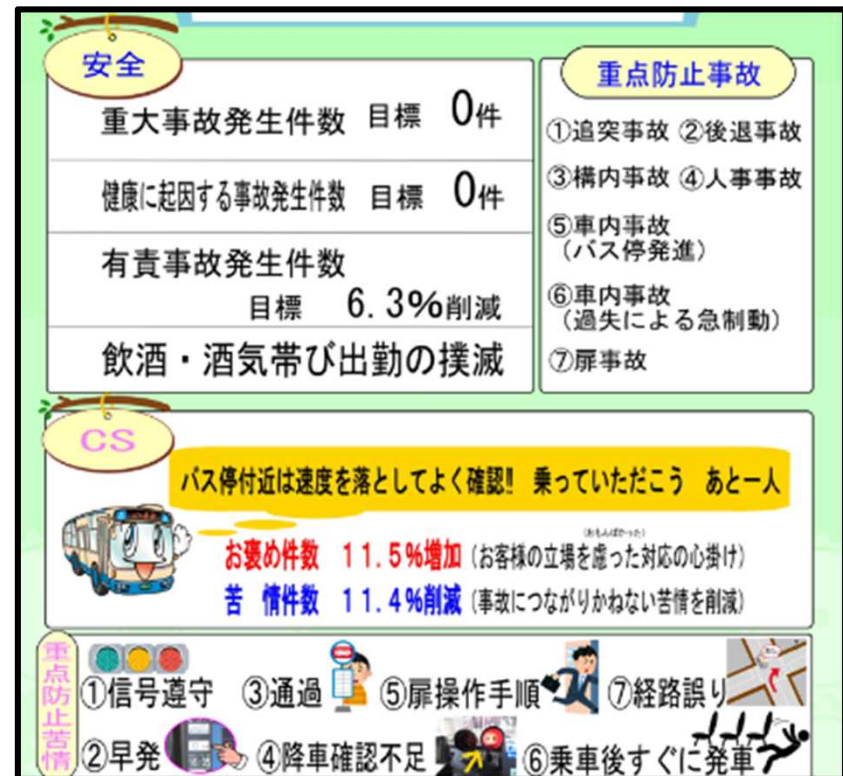 安全
重大事故発生件数 目標 0件
健康に起因する事故発生件数 目標 0件
有責事故発生件数
目標 6.3%削減
飲酒・酒気帯び出勤の撲滅
重点防止事故
①追突事故 ②後退事故
③構内事故 ④人事事故
⑤車内事故
(バス停発進)
⑥車内事故
(過失による急制動)
⑦扉事故
CS
バス停付近は速度を落としてよく確認!! 乗っていただこう あと一人
(おもんぱかった)
お褒め件数 11.5%増加(お客様の立場を慮った対応の心掛け)
苦 情件数 11.4%削減(事故につながりかねない苦情を削減)
重点防止苦情
①信号遵守 ③通過 ⑤扉操作手順 ⑦経路誤り
②早発 ④降車確認不足 ⑥乗車後すぐに発車